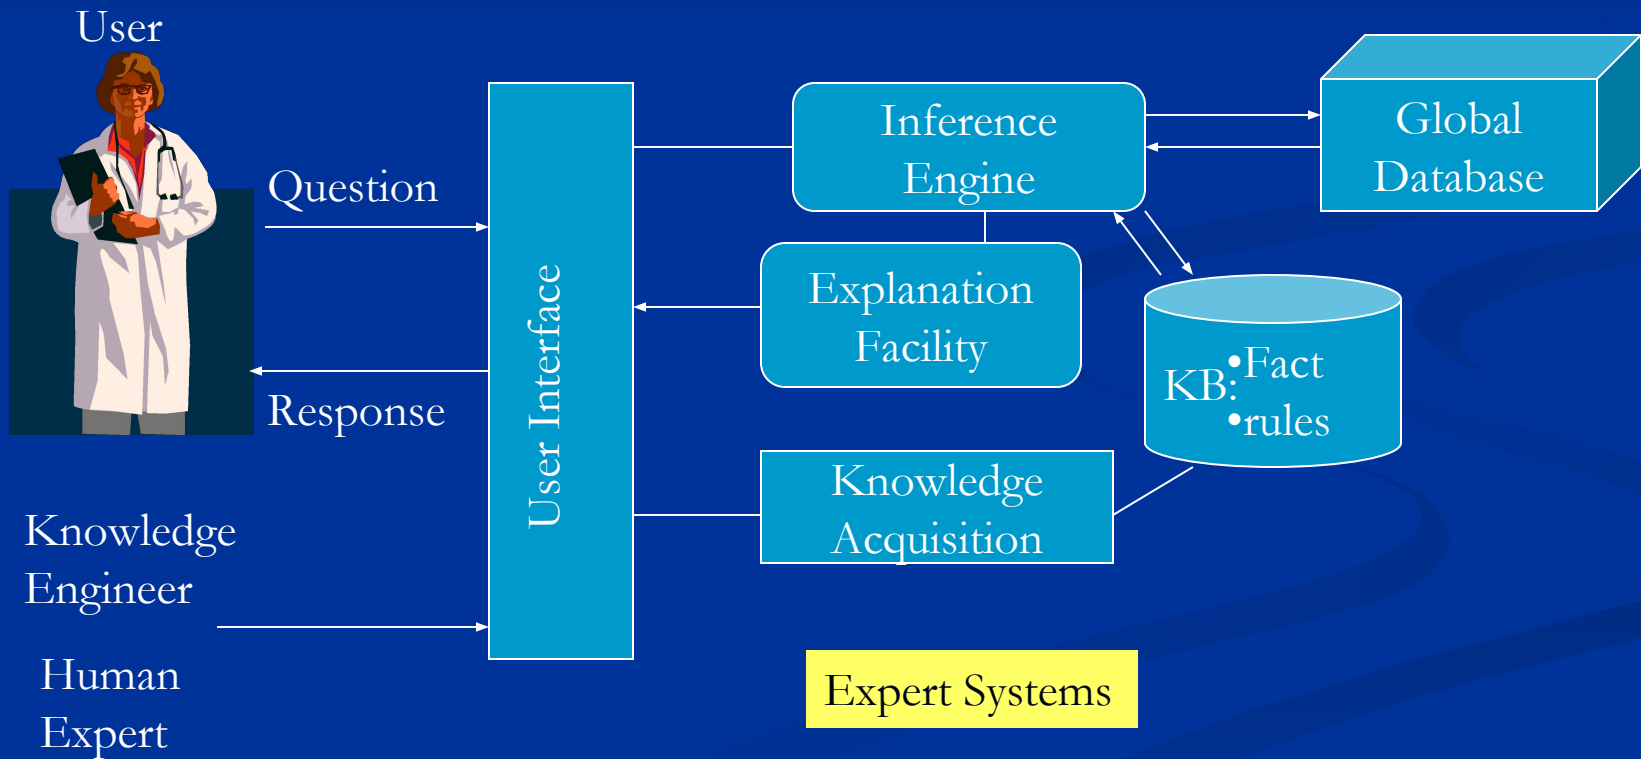 User
Question
Response
Knowledge
Engineer
Human
Expert
User Interface
Inference
Engine
Global
Database
Explanation
Facility
KB:
•Fact
•rules
Knowledge
Acquisition
Expert Systems